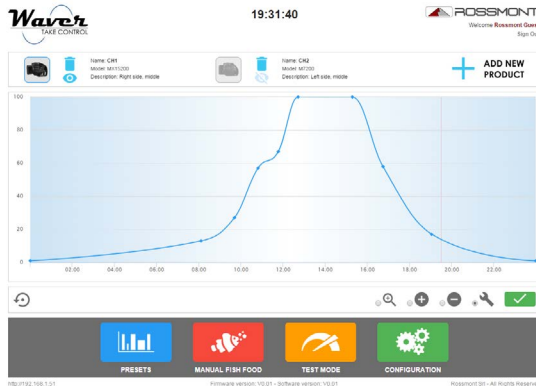 Waver
TAKE CONTROL
19:31:40
ROSSMONT
Welcome Rossmont Gue
Sign Ou
Name: CH1
Model:
Description: Right side, middle
Name: CH2
Model: M7200
Description: Left side, middle
ADD NEW
PRODUCT
100
80
60
40
20
0
02:00 04:00 06:00 08:00 10:00 12:00 14:00 16:00 18:00 20:00 22:00
PRESETS
MANUAL FISH FOOD
TEST MODE
CONFIGURATION
http://192.168.1.51
Firmware version: V0.01 - Software version: V0.01
Rossmont Srl - All Rights Reserve